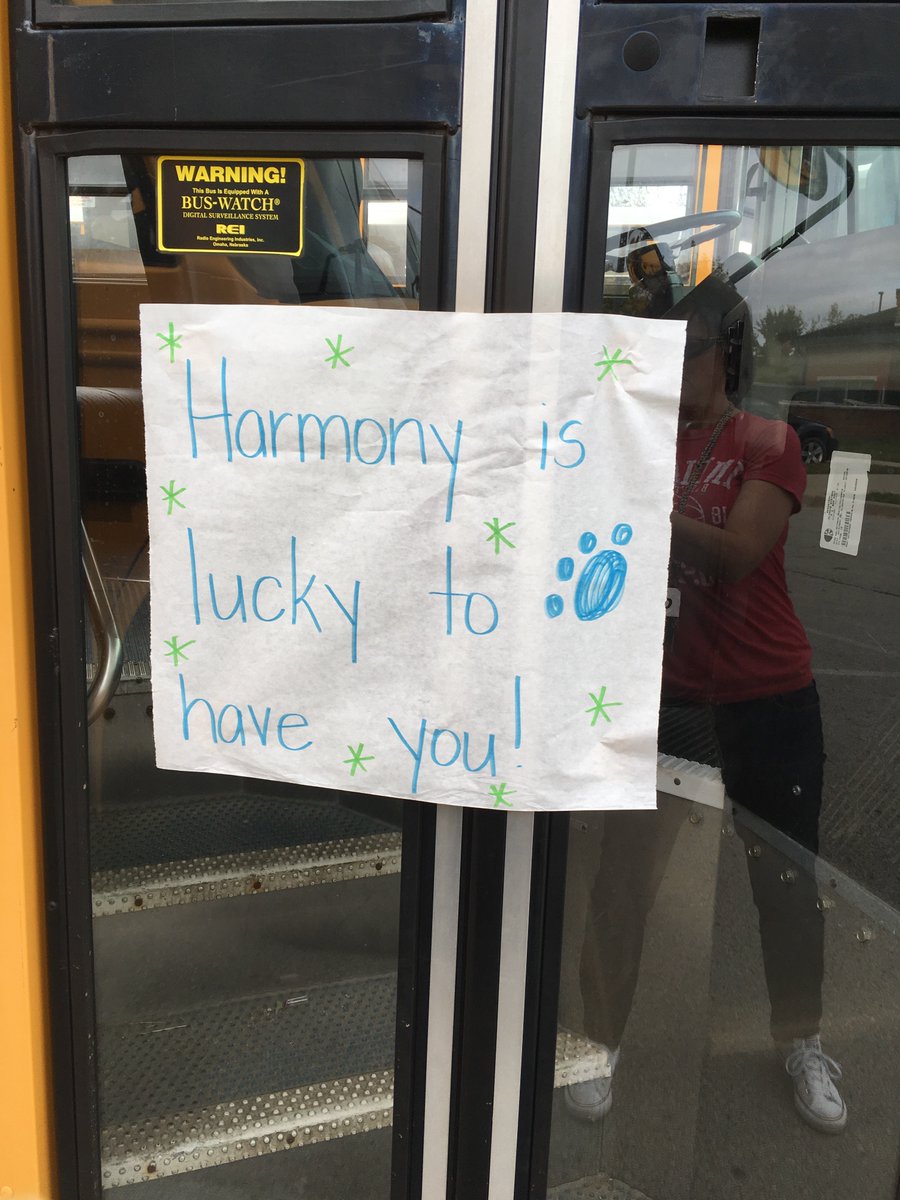 WARNING!
This Bus Is Equipped With A
BUS-WATCH®
DIGITAL SURVEILLANCE SYSTEM
REI
Radio Engineering Industries, Inc.
Omaha, Nebraska
Harmony is
lucky to
have you!